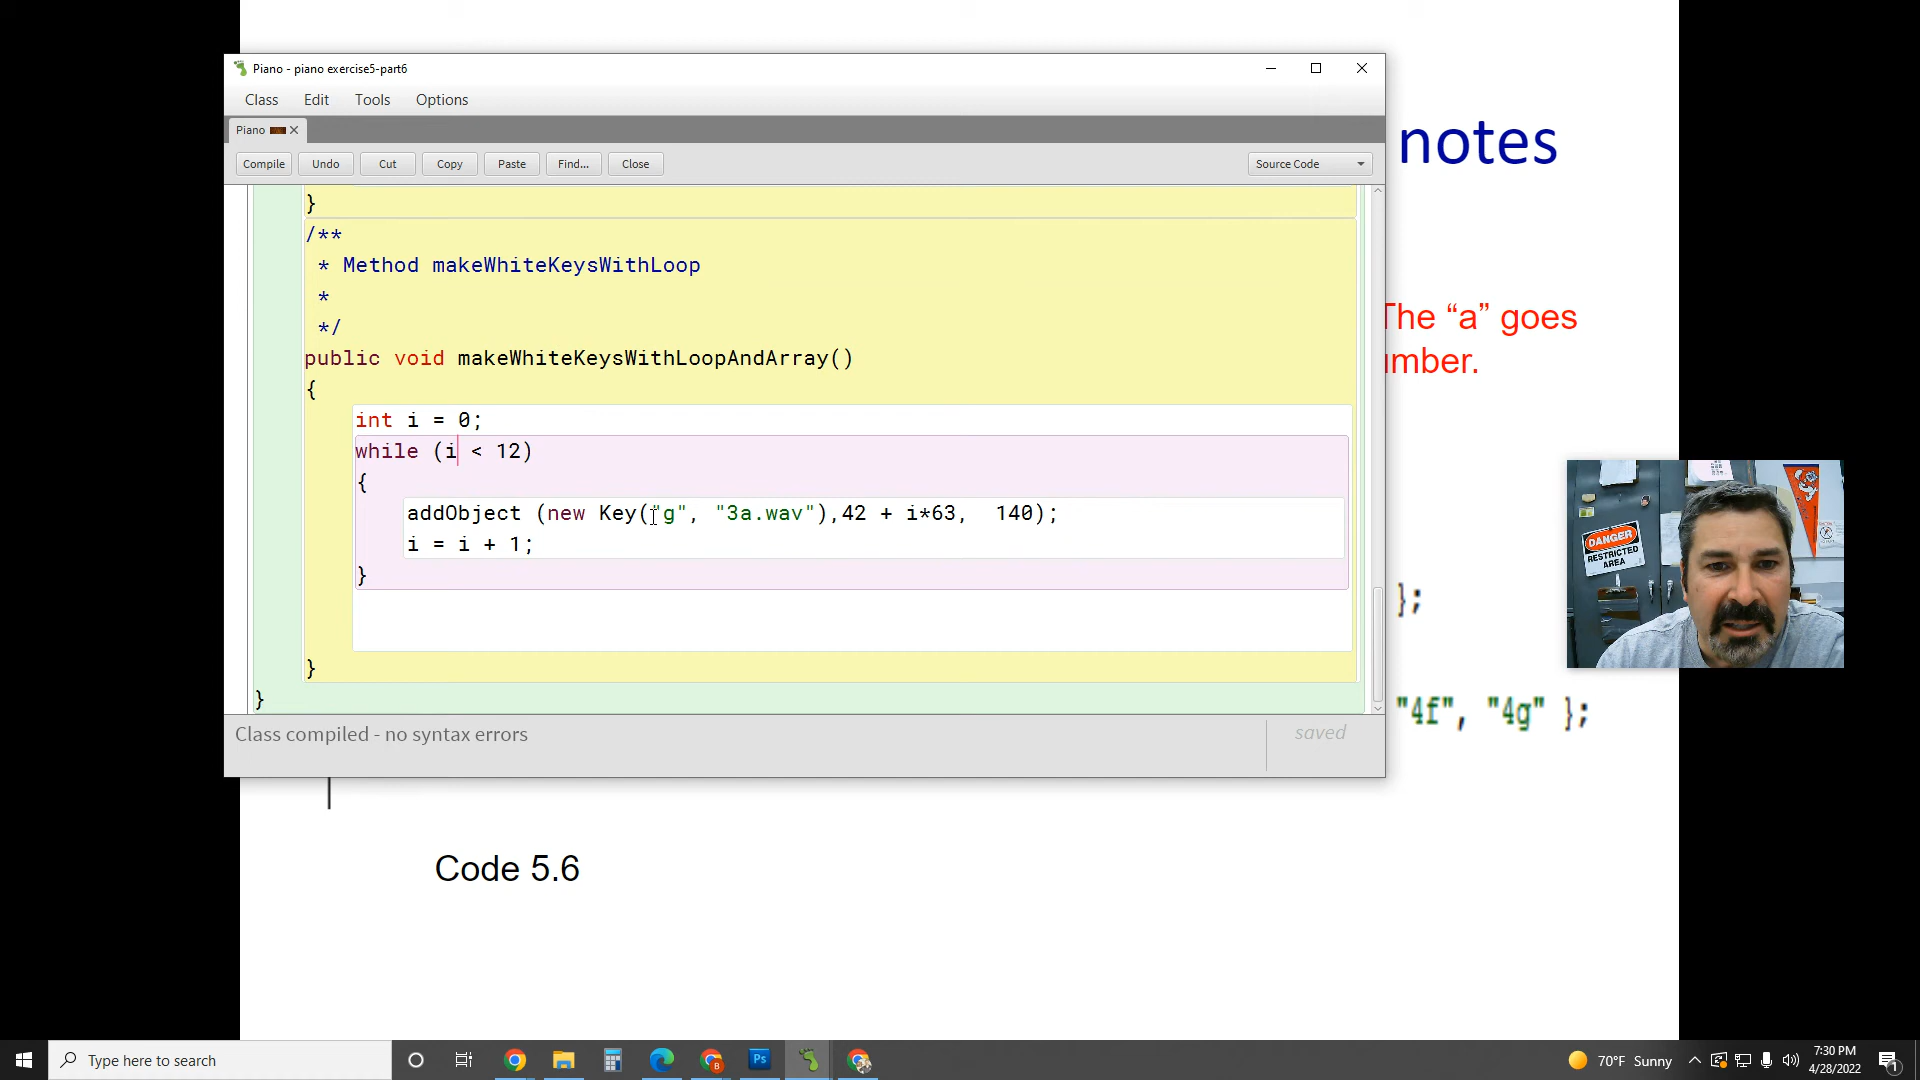 Piano - piano exercise5-part6
Class Edit Tools Options
Piano
Compile Undo Cut Copy Paste Find... Close Source Code
}
/**
* Method makeWhiteKeysWithLoop
*
*/
public void makeWhiteKeysWithLoopAndArray()
{
int i = 0;
while (i < 12)
{
addObject (new Key("g", "3a.wav"),42 + i*63, 140);
i = i + 1;
}
}
}
Class compiled - no syntax errors
saved
notes
The “a” goes
umber.
};
"4f", "4g" };
DANGER
RESTRICTED
AREA
Code 5.6
Type here to search
Ps
B
70°F Sunny
7:30 PM
4/28/2022
1